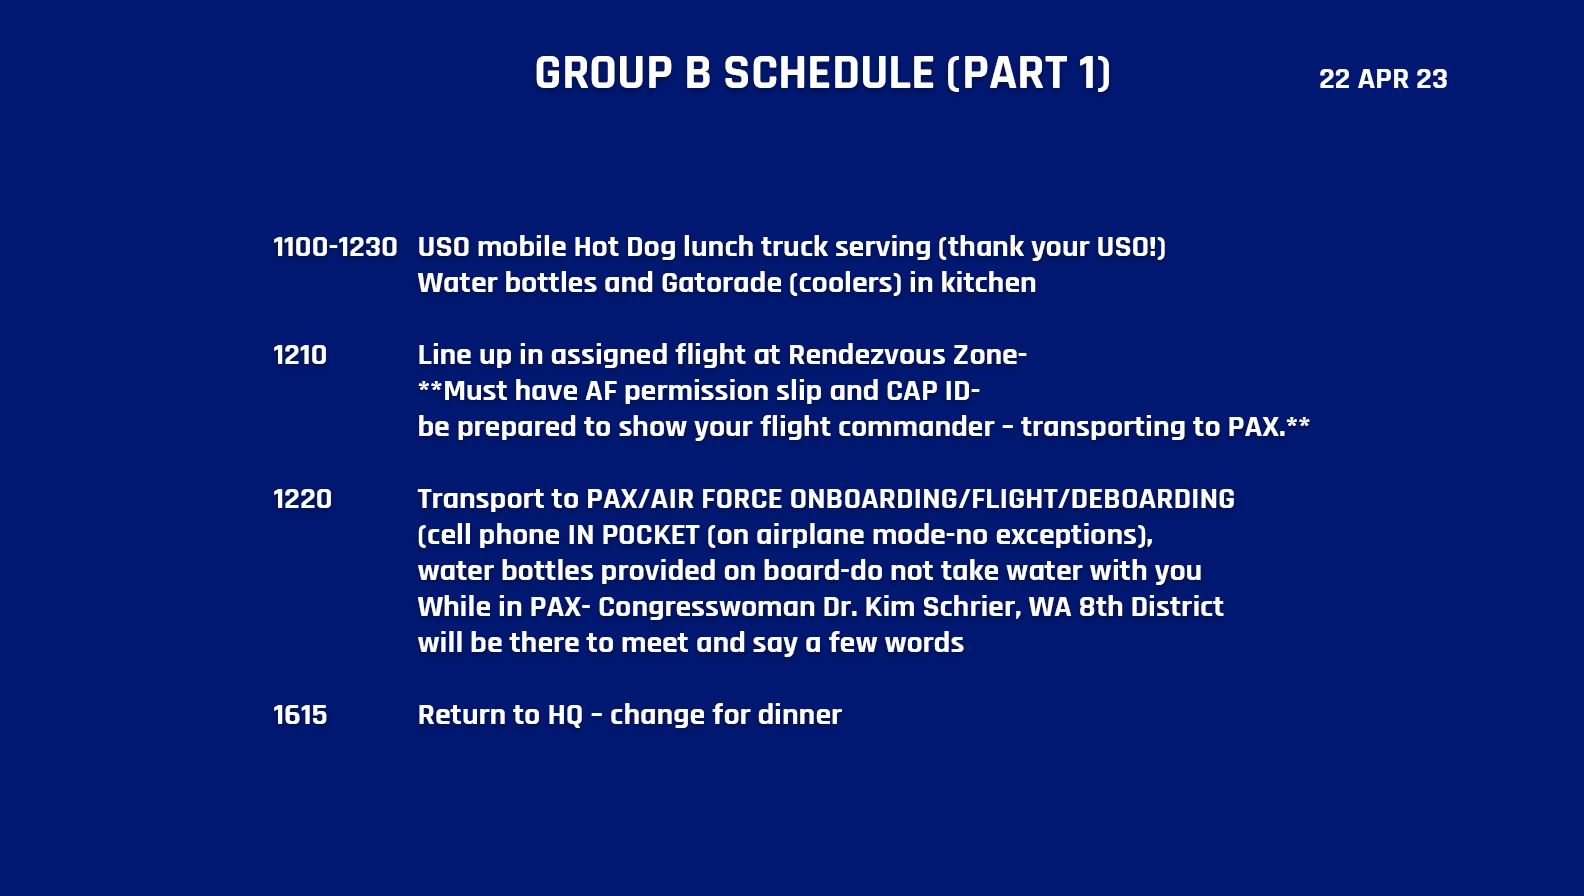 GROUP B SCHEDULE (PART 1)
22 APR 23
1100-1230 USO mobile Hot Dog lunch truck serving (thank your USO!)
Water bottles and Gatorade (coolers) in kitchen
1210 Line up in assigned flight at Rendezvous Zone-
**Must have AF permission slip and CAP ID-
be prepared to show your flight commander – transporting to PAX.**
1220 Transport to PAX/AIR FORCE ONBOARDING/FLIGHT/DEBOARDING
(cell phone IN POCKET (on airplane mode-no exceptions),
water bottles provided on board-do not take water with you
While in PAX- Congresswoman Dr. Kim Schrier, WA 8th District
will be there to meet and say a few words
1615 Return to HQ – change for dinner